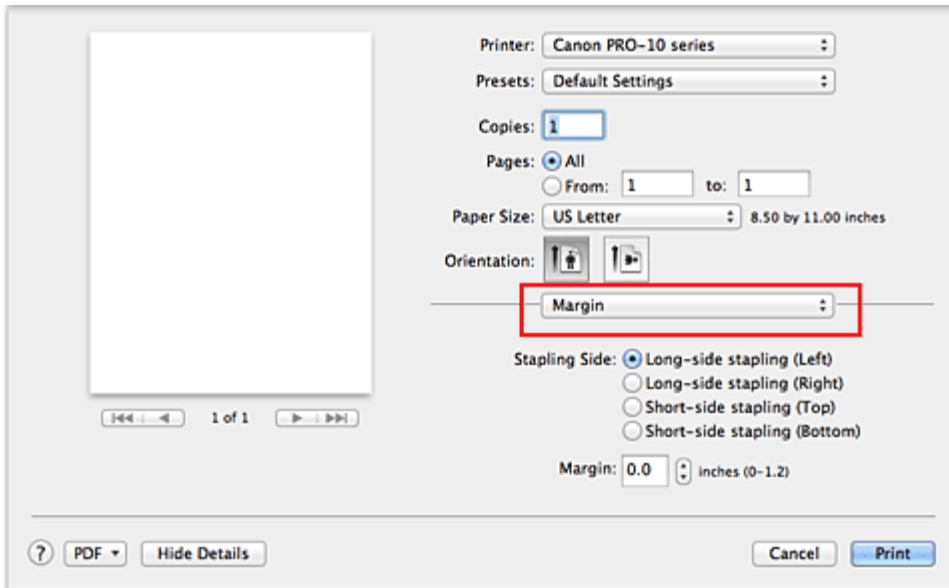 Printer: Canon PRO-10 series
Presets: Default Settings
Copies: 1
Pages: All
From: 1 to: 1
Paper Size: US Letter 8.50 by 11.00 inches
Orientation:
Margin
Stapling Side: Long-side stapling (Left)
Long-side stapling (Right)
Short-side stapling (Top)
Short-side stapling (Bottom)
1 of 1
Margin: 0.0 inches (0-1.2)
? PDF Hide Details Cancel Print